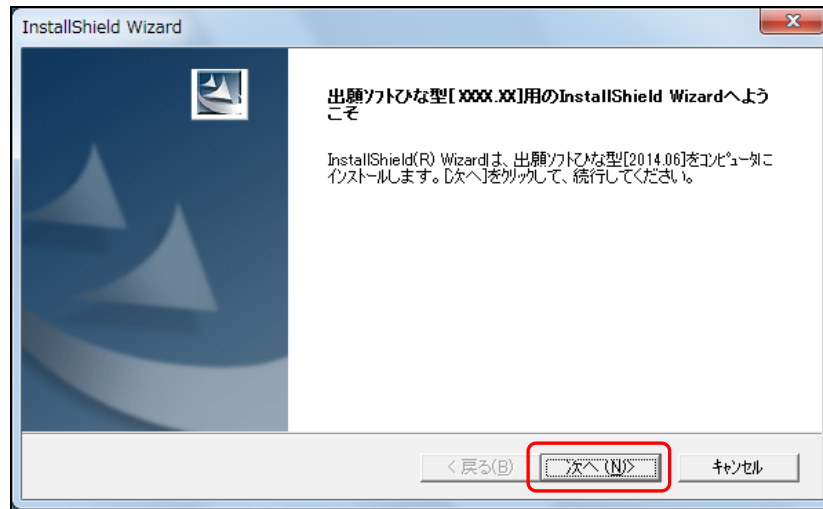 InstallShield Wizard
出願ソフトひな型[XXXX.XX]用のInstallShield Wizardへよう
こそ
InstallShield(R) Wizardは、出願ソフトひな型[2014.06]をコンピュータに
インストールします。[次へ]をクリックして、続行してください。
< 戻る(B)
次へ (N)>
キャンセル